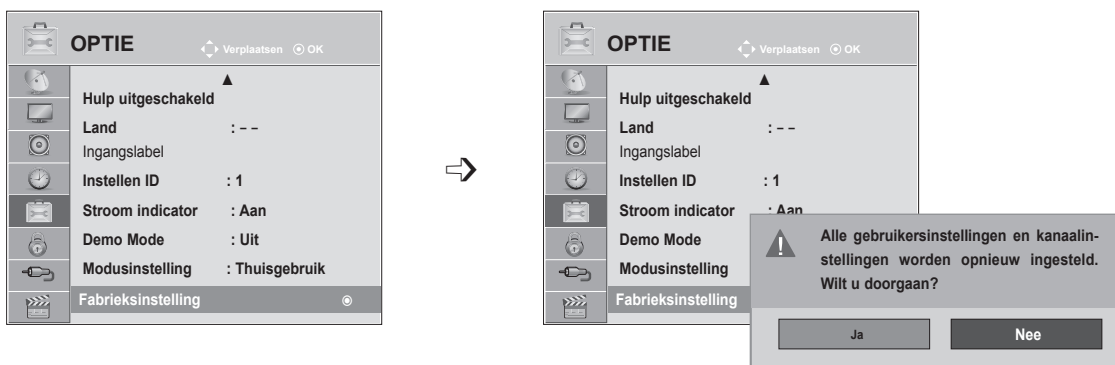 OPTIE Verplaatsen OK
Hulp uitgeschakeld
Land : – –
Ingangslabel
Instellen ID : 1
Stroom indicator : Aan
Demo Mode : Uit
Modusinstelling : Thuisgebruik
Fabrieksinstelling
OPTIE Verplaatsen OK
Hulp uitgeschakeld
Land : – –
Ingangslabel
Instellen ID : 1
Stroom indicator : Aan
Demo Mode
Modusinstelling
Fabrieksinstelling
Alle gebruikersinstellingen en kanaalin-
stellingen worden opnieuw ingesteld.
Wilt u doorgaan?
Ja Nee